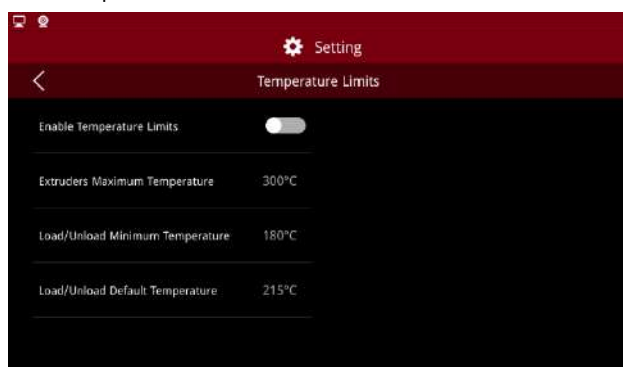 Setting
Temperature Limits
Enable Temperature Limits
Extruders Maximum Temperature 300°C
Load/Unload Minimum Temperature 180°C
Load/Unload Default Temperature 215°C